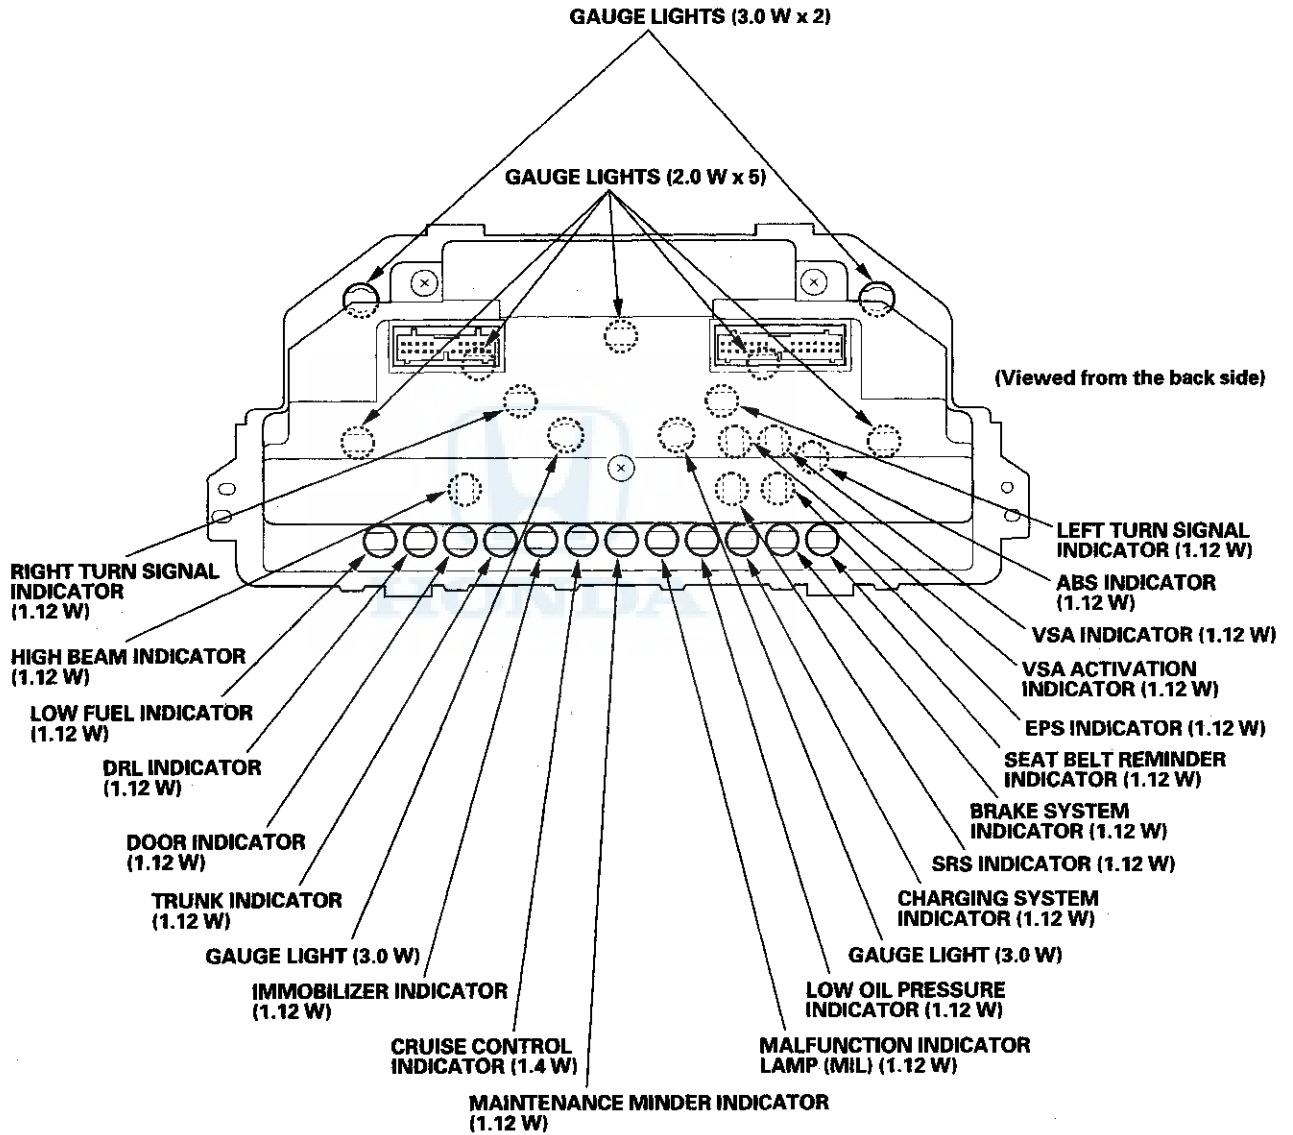 GAUGE LIGHTS (3.0 W x 2)
GAUGE LIGHTS (2.0 W x 5)
(Viewed from the back side)
HONDA
RIGHT TURN SIGNAL
INDICATOR
(1.12 W)
HIGH BEAM INDICATOR
(1.12 W)
LOW FUEL INDICATOR
(1.12 W)
DRL INDICATOR
(1.12 W)
DOOR INDICATOR
(1.12 W)
TRUNK INDICATOR
(1.12 W)
GAUGE LIGHT (3.0 W)
IMMOBILIZER INDICATOR
(1.12 W)
CRUISE CONTROL
INDICATOR (1.4 W)
MAINTENANCE MINDER INDICATOR
(1.12 W)
LEFT TURN SIGNAL
INDICATOR (1.12 W)
ABS INDICATOR
(1.12 W)
VSA INDICATOR (1.12 W)
VSA ACTIVATION
INDICATOR (1.12 W)
EPS INDICATOR (1.12 W)
SEAT BELT REMINDER
INDICATOR (1.12 W)
BRAKE SYSTEM
INDICATOR (1.12 W)
SRS INDICATOR (1.12 W)
CHARGING SYSTEM
INDICATOR (1.12 W)
GAUGE LIGHT (3.0 W)
LOW OIL PRESSURE
INDICATOR (1.12 W)
MALFUNCTION INDICATOR
LAMP (MIL) (1.12 W)